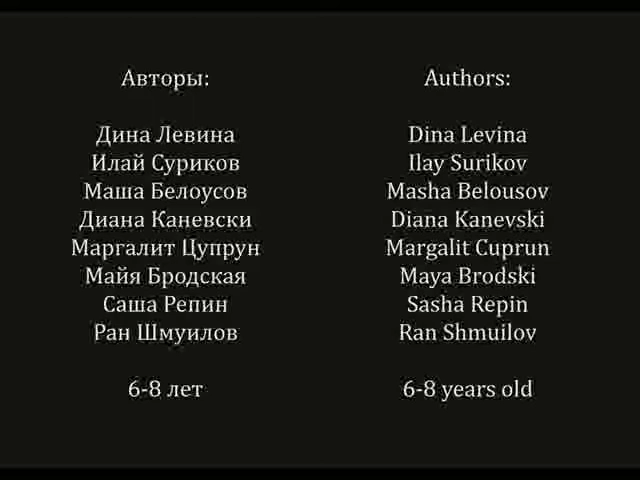 Авторы:
Дина Левина
Илай Суриков
Маша Белоусов
Диана Каневски
Маргалит Цупрун
Майя Бродская
Саша Репин
Ран Шмуилов
6-8 лет
Authors:
Dina Levina
Ilay Surikov
Masha Belousov
Diana Kanevski
Margalit Cuprun
Maya Brodski
Sasha Repin
Ran Shmuilov
6-8 years old